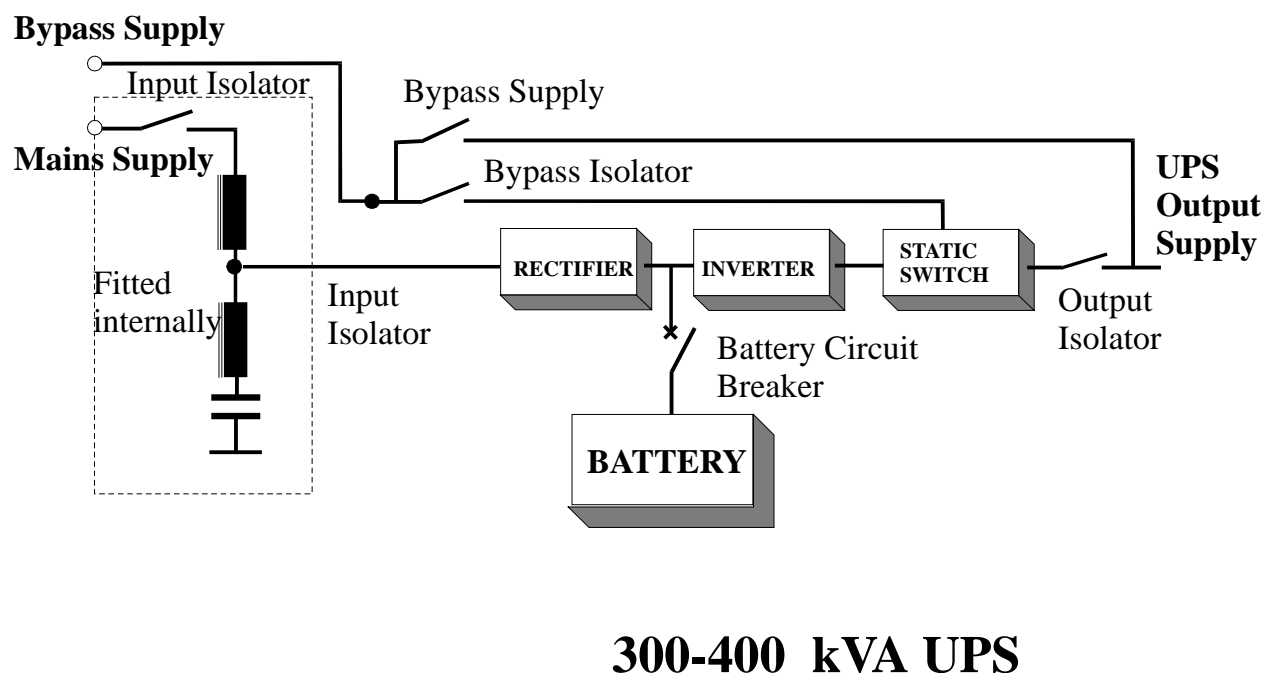 Bypass Supply
Input Isolator
Bypass Supply
Mains Supply
Bypass Isolator
UPS
Output
Supply
RECTIFIER
INVERTER
STATIC
SWITCH
Fitted
internally
Input
Isolator
Output
Isolator
Battery Circuit
Breaker
BATTERY
300-400 kVA UPS